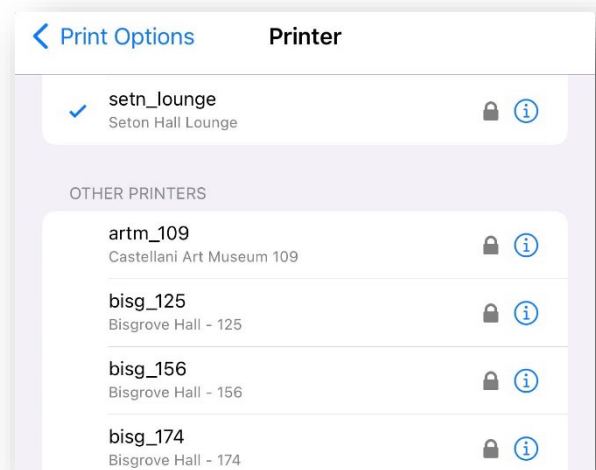 Print Options Printer
setn_lounge
Seton Hall Lounge
OTHER PRINTERS
artm_109
Castellani Art Museum 109
bisg_125
Bisgrove Hall - 125
bisg_156
Bisgrove Hall - 156
bisg_174
Bisgrove Hall - 174